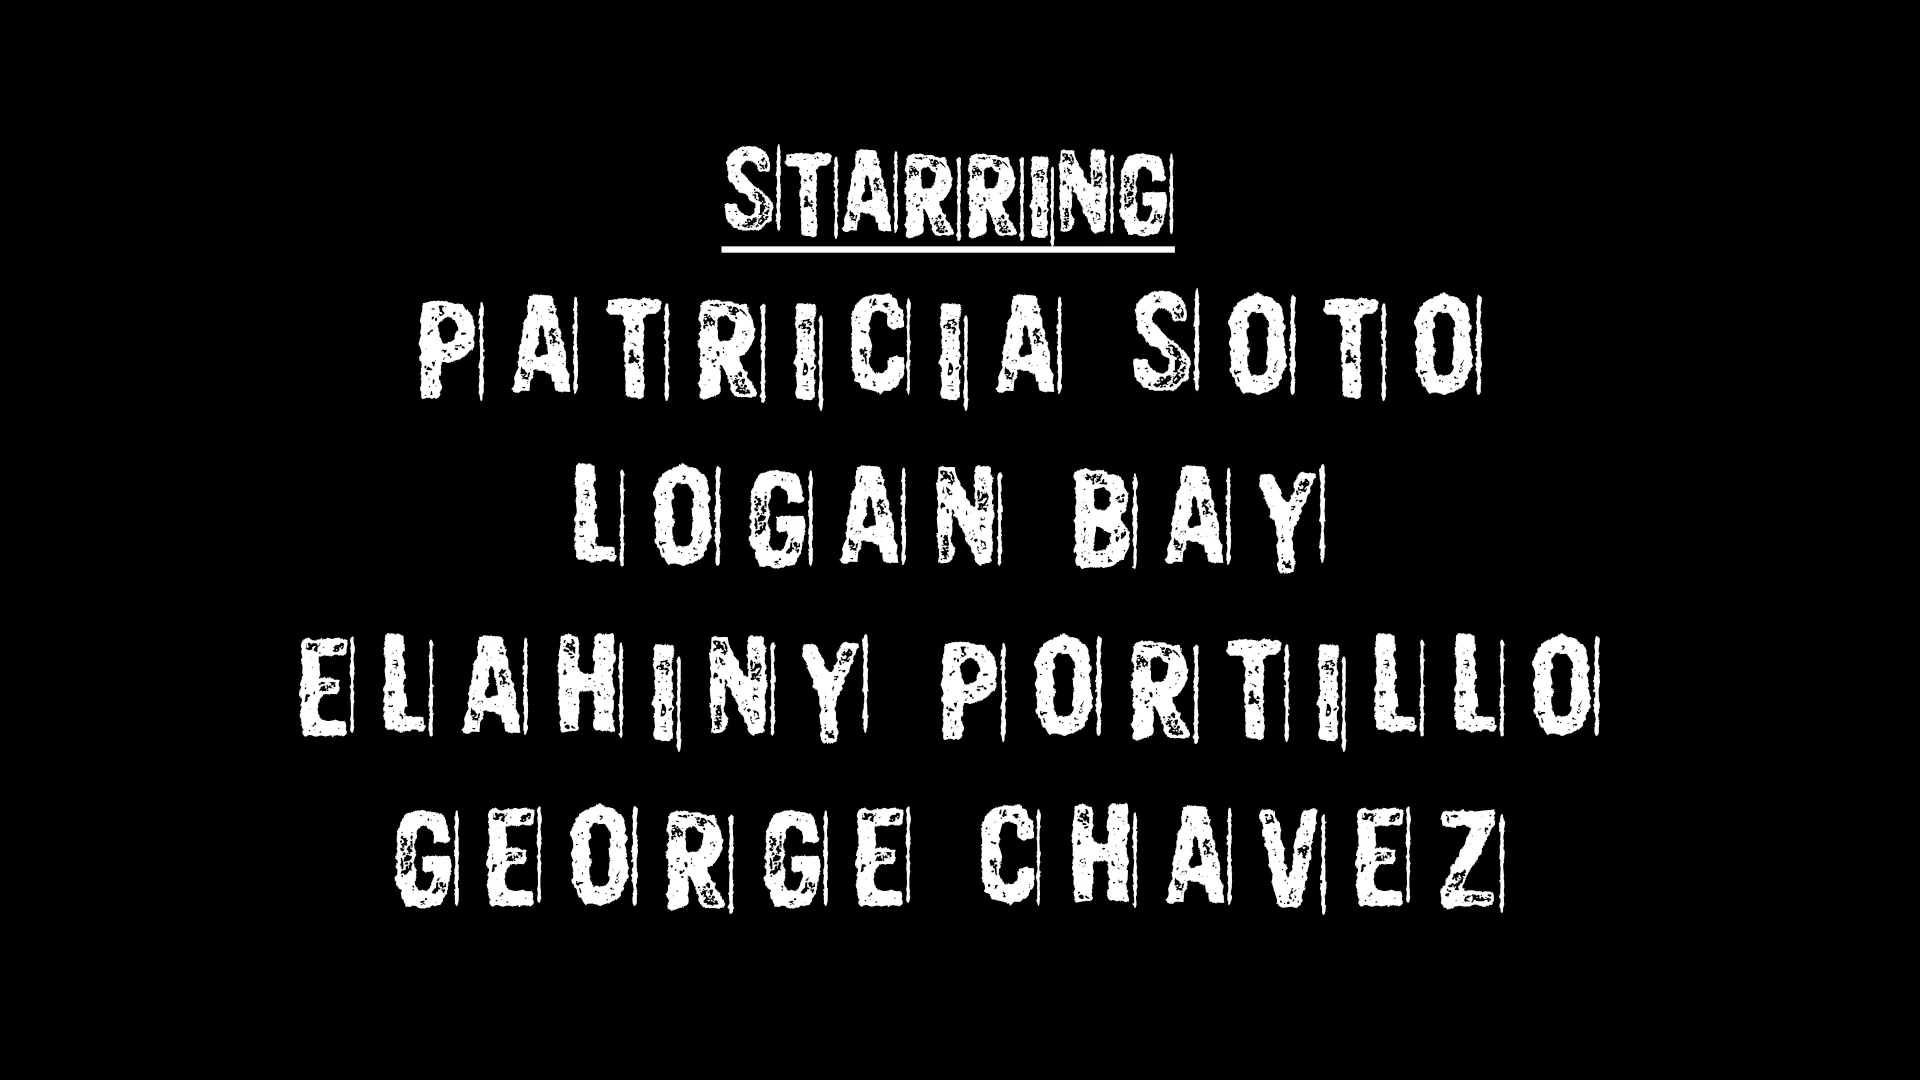 STARRING
PATRICIA SOTO
LOGAN BAY
ELAHINY PORTILLO
GEORGE CHAVEZ